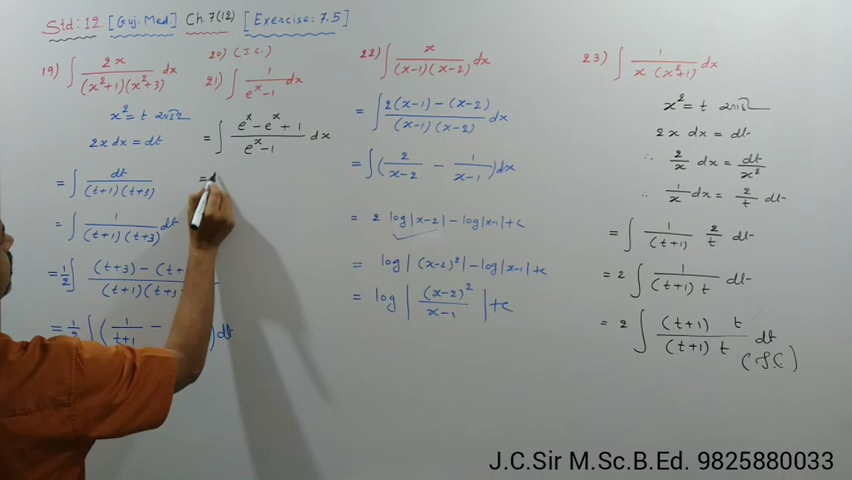 Std: 12. [Guj. Med.] Ch. 7 (12) [Exercise: 7.5]
19) ∫ 2x / (x²+1)(x²+3) dx
x² = t
2x dx = dt
= ∫ dt / (t+1)(t+3)
= ∫ 1 / (t+1)(t+3) dt
= 1/2 ∫ (t+3) - (t+ / (t+1)(t+3
= 1/2 ∫ ( 1/t+1 - ) dt
20) (I.C.)
21) ∫ 1 / e^x - 1 dx
= ∫ e^x - e^x + 1 / e^x - 1 dx
=
22) ∫ x / (x-1)(x-2) dx
= ∫ 2(x-1) - (x-2) / (x-1)(x-2) dx
= ∫ ( 2/x-2 - 1/x-1 ) dx
= 2 log|x-2| - log|x-1| + c
= log|(x-2)²| - log|x-1| + c
= log | (x-2)² / x-1 | + c
23) ∫ 1 / x (x²+1) dx
x² = t
2x dx = dt
∴ 2/x dx = dt/x²
∴ 1/x dx = 2/t dt
= ∫ 1/(t+1) 2/t dt
= 2 ∫ 1/(t+1) t dt
= 2 ∫ (t+1) t / (t+1) t dt
J.C.Sir M.Sc.B.Ed. 9825880033